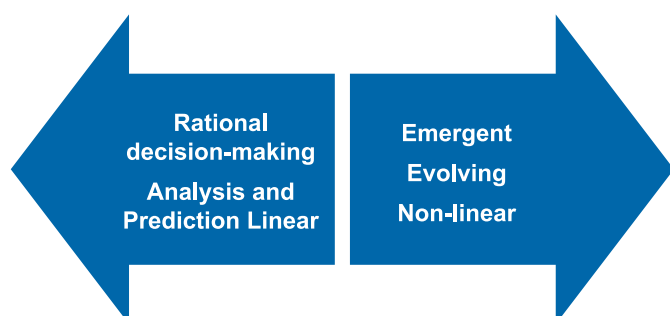 Rational
decision-making
Analysis and
Prediction Linear
Emergent
Evolving
Non-linear